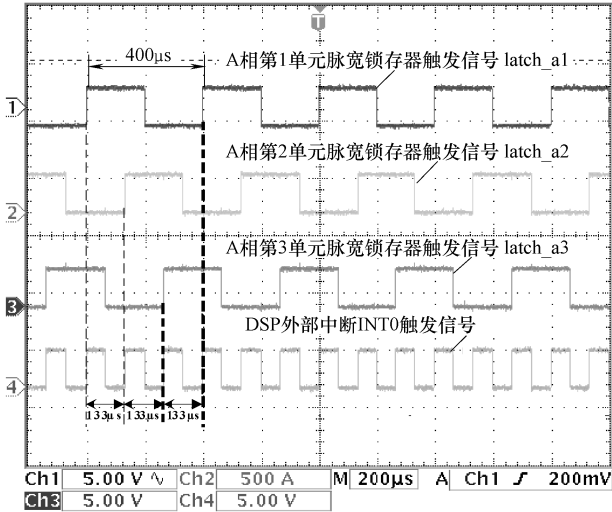 T
400μs
A相第1单元脉宽锁存器触发信号 latch_a1
1
A相第2单元脉宽锁存器触发信号 latch_a2
2
A相第3单元脉宽锁存器触发信号 latch_a3
3
DSP外部中断INT0触发信号
4
133μs 133μs 133μs
Ch1 5.00 V ∿ Ch2 500 A M 200μs A Ch1 ƒ 200mV
Ch3 5.00 V Ch4 5.00 V